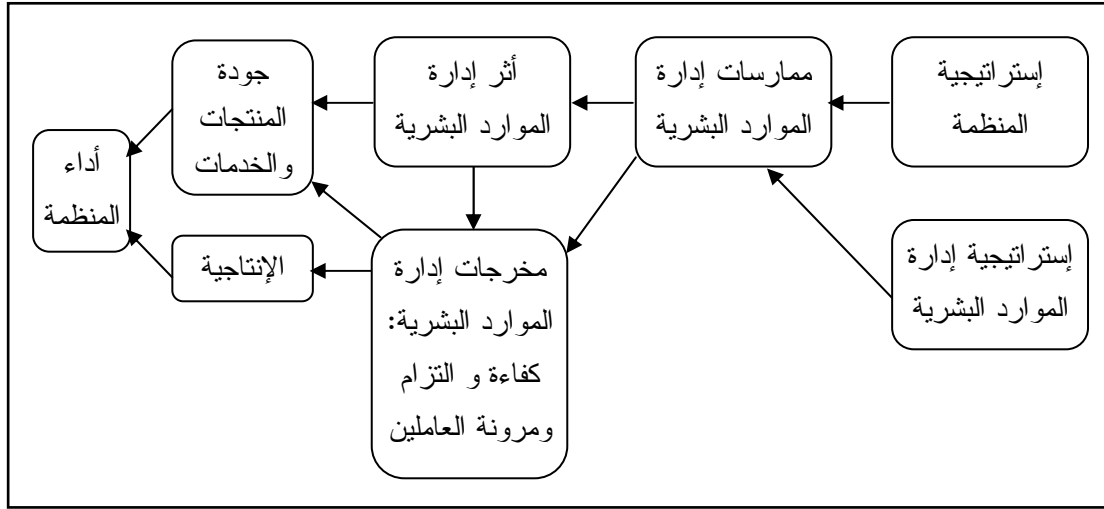 إستراتيجية
المنظمة
ممارسات إدارة
الموارد البشرية
أثر إدارة
الموارد البشرية
جودة
المنتجات
والخدمات
أداء
المنظمة
إستراتيجية إدارة
الموارد البشرية
مخرجات إدارة
الموارد البشرية:
كفاءة و التزام
ومرونة العاملين
الإنتاجية